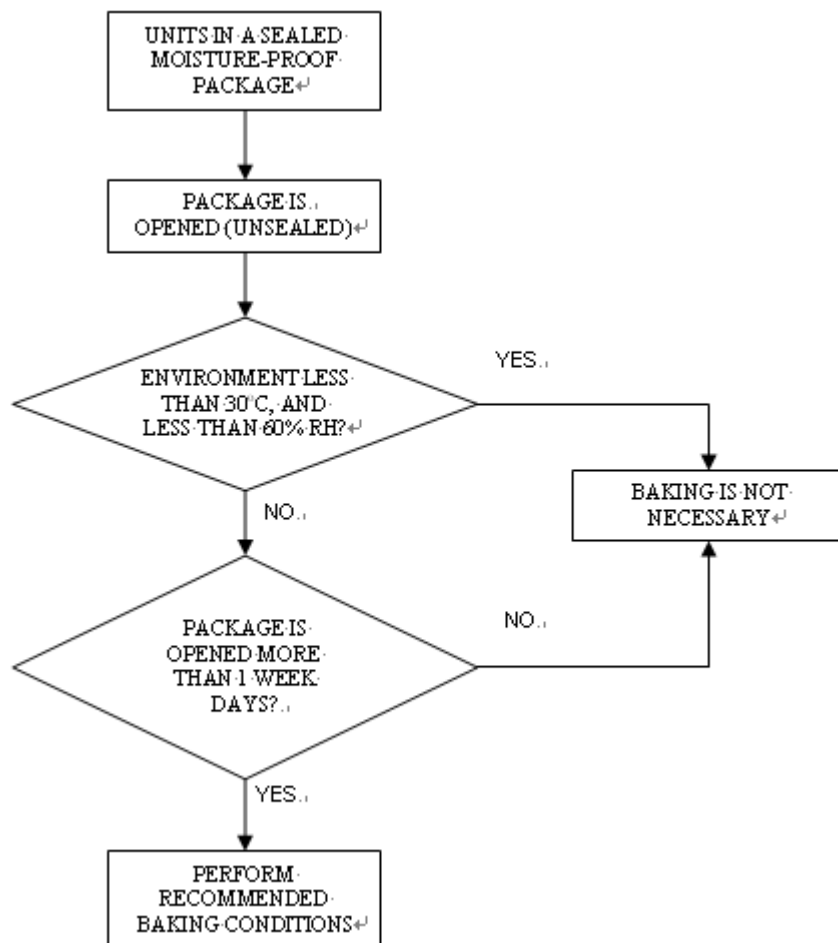 UNITS IN A SEALED
MOISTURE-PROOF
PACKAGE
PACKAGE IS
OPENED (UNSEALED)
ENVIRONMENT LESS
THAN 30°C, AND
LESS THAN 60% RH?
YES
NO
BAKING IS NOT
NECESSARY
PACKAGE IS
OPENED MORE
THAN 1 WEEK
DAYS?
NO
YES
PERFORM
RECOMMENDED
BAKING CONDITIONS